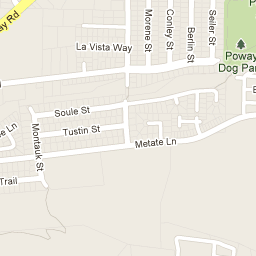 ay Rd
La Vista Way
Morene St
Conley St
Berlin St
Seiler St
P
Poway
Dog Par
Soule St
Tustin St
Montauk St
e Ln
Metate Ln
Trail
E